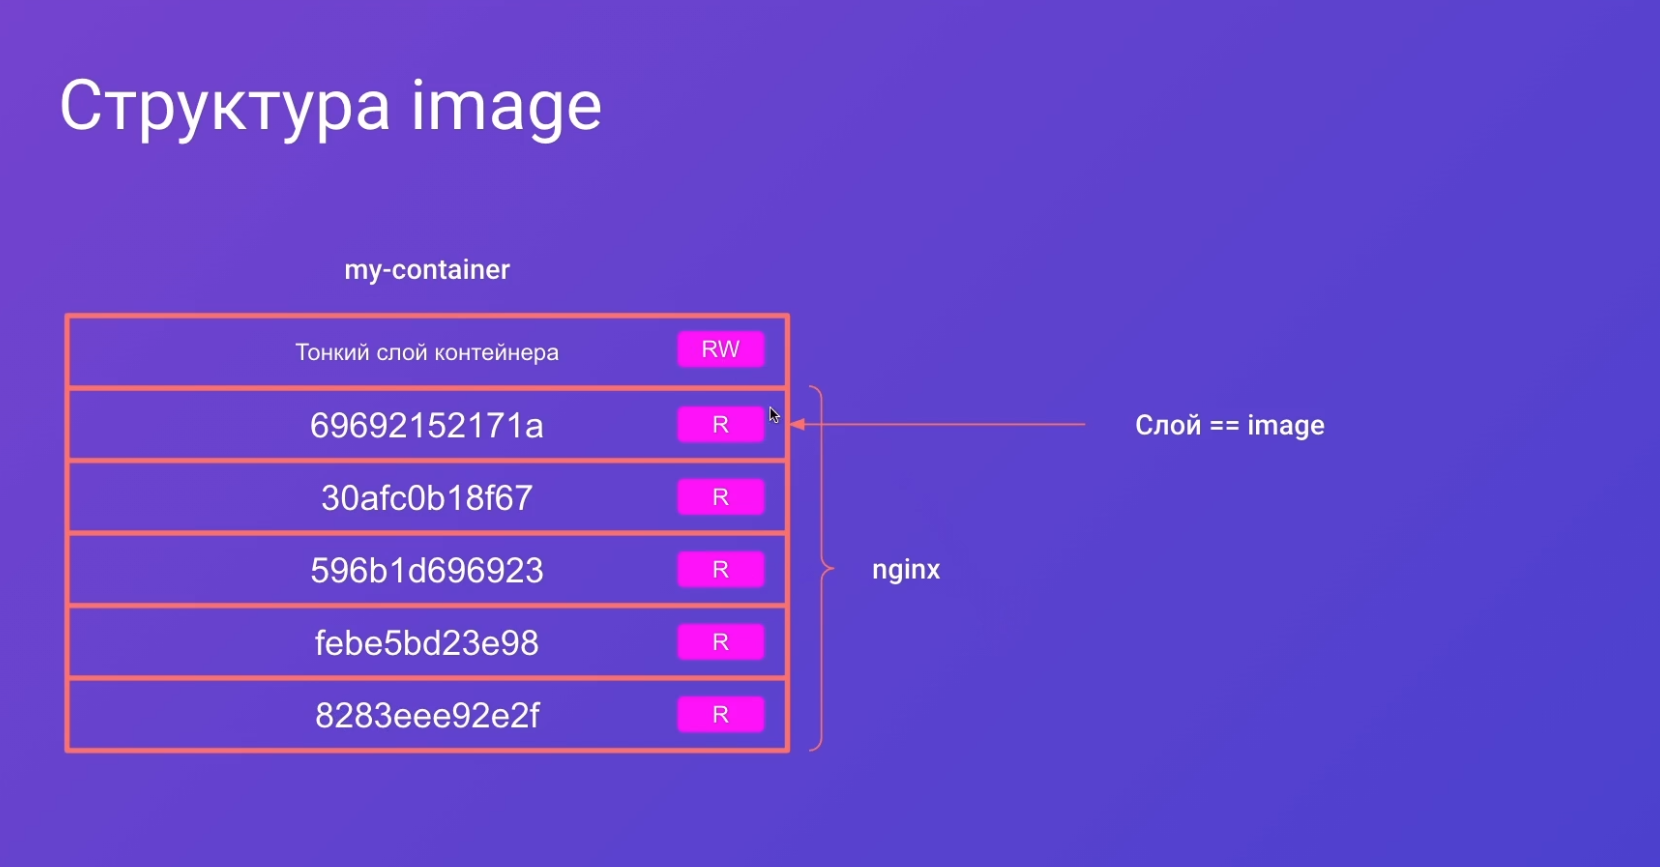 Структура image
my-container
Тонкий слой контейнера RW
69692152171a R
Слой == image
30afc0b18f67 R
596b1d696923 R
nginx
febe5bd23e98 R
8283eee92e2f R